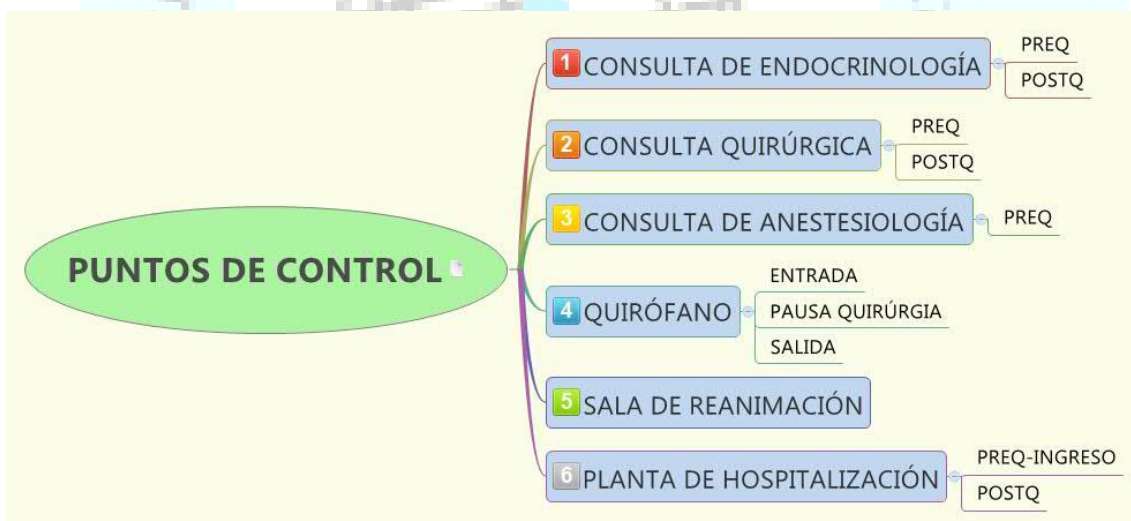 PUNTOS DE CONTROL
1 CONSULTA DE ENDOCRINOLOGÍA
PREQ
POSTQ
2 CONSULTA QUIRÚRGICA
PREQ
POSTQ
3 CONSULTA DE ANESTESIOLOGÍA
PREQ
4 QUIRÓFANO
ENTRADA
PAUSA QUIRÚRGIA
SALIDA
5 SALA DE REANIMACIÓN
6 PLANTA DE HOSPITALIZACIÓN
PREQ-INGRESO
POSTQ